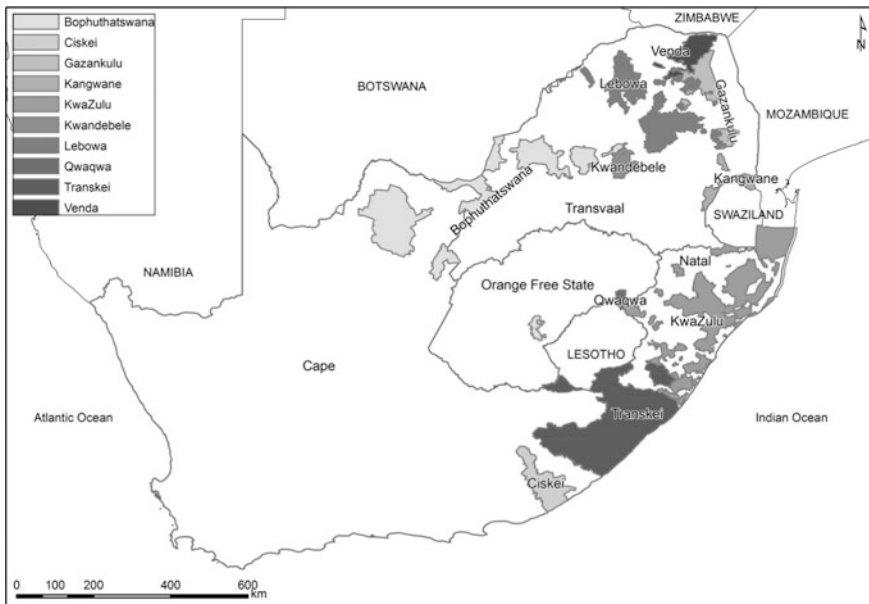 Bophuthatswana
Ciskei
Gazankulu
Kangwane
KwaZulu
Kwandebele
Lebowa
Qwaqwa
Transkei
Venda
ZIMBABWE
N
Venda
BOTSWANA
Lebowa
Gazankulu
MOZAMBIQUE
Kwandebele
Kangwane
Bophuthatswana
Transvaal
SWAZILAND
NAMIBIA
Natal
Orange Free State
Qwaqwa
KwaZulu
LESOTHO
Cape
Atlantic Ocean
Transkei
Indian Ocean
Ciskei
0 100 200 400 600
km